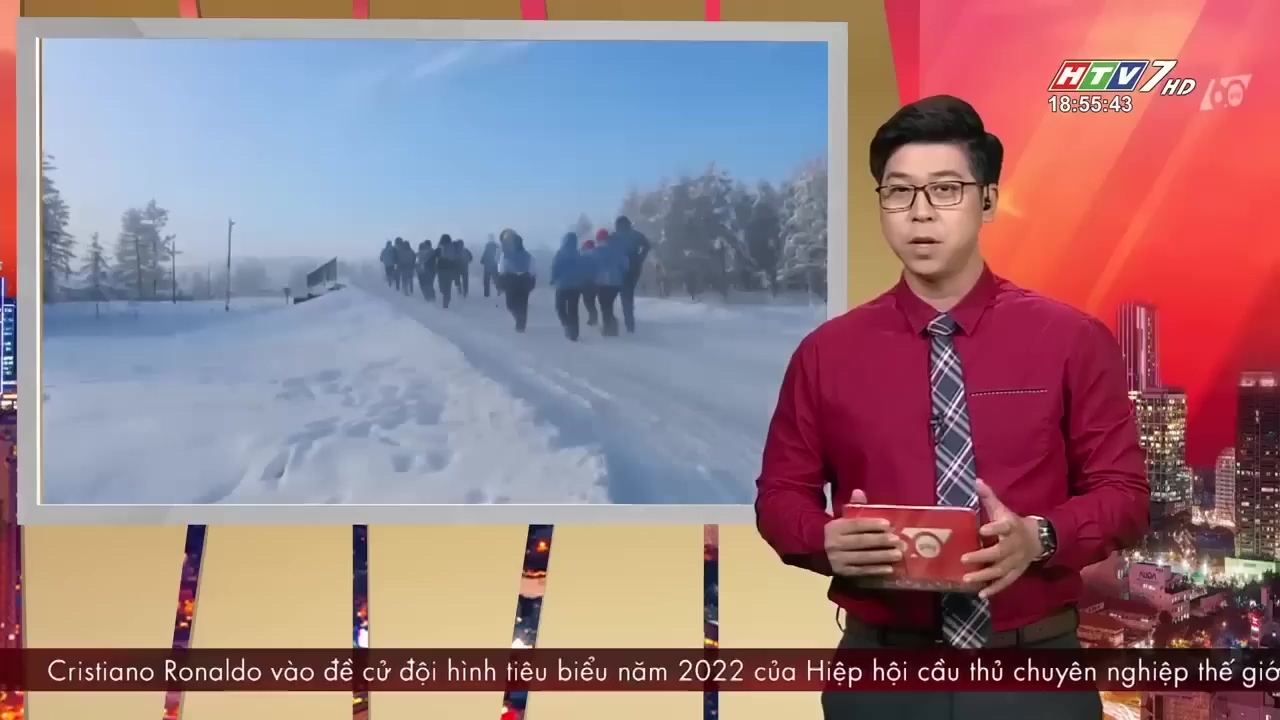 HTV7 HD
18:55:43
60
Cristiano Ronaldo vào đề cử đội hình tiêu biểu năm 2022 của Hiệp hội cầu thủ chuyên nghiệp thế giớ